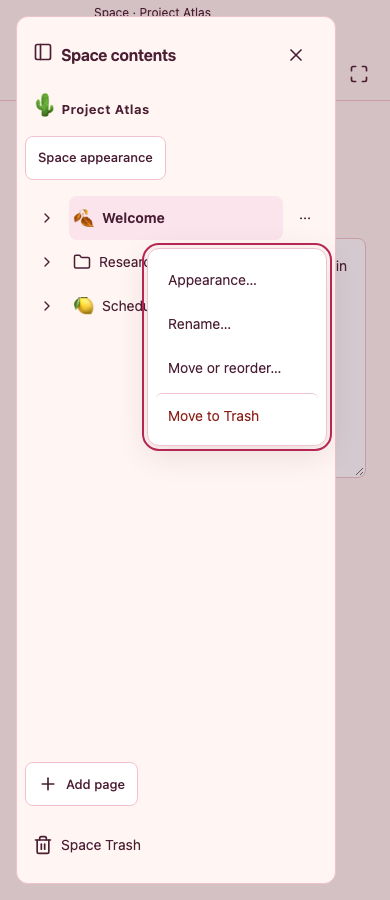 Space · Project Atlas
Space contents
Project Atlas
Space appearance
Welcome
...
in
Appearance...
Rename...
Move or reorder...
Move to Trash
Add page
Space Trash